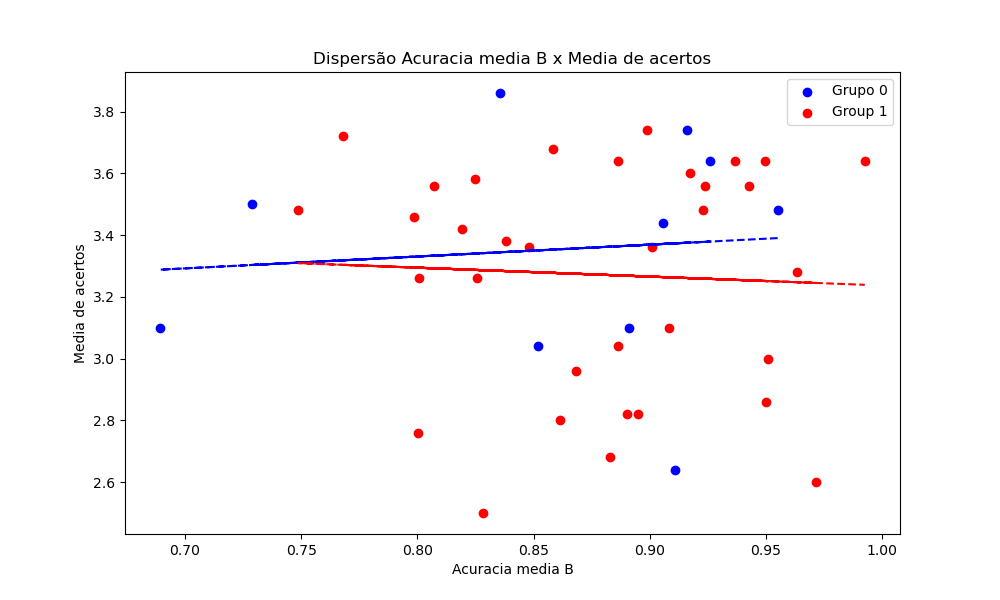 Dispersão Acuracia media B x Media de acertos
Grupo 0
Group 1
3.8
3.6
3.4
3.2
3.0
2.8
2.6
Media de acertos
0.70 0.75 0.80 0.85 0.90 0.95 1.00
Acuracia media B